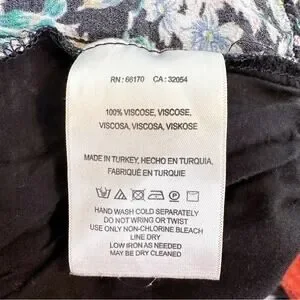 RN: 66170 CA: 32054
100% VISCOSE, VISCOSE,
VISCOSA, VISCOSA, VISKOSE
MADE IN TURKEY, HECHO EN TURQUIA,
FABRIQUÉ EN TURQUIE
HAND WASH COLD SEPARATELY
DO NOT WRING OR TWIST
USE ONLY NON-CHLORINE BLEACH
LINE DRY
LOW IRON AS NEEDED
MAY BE DRY CLEANED